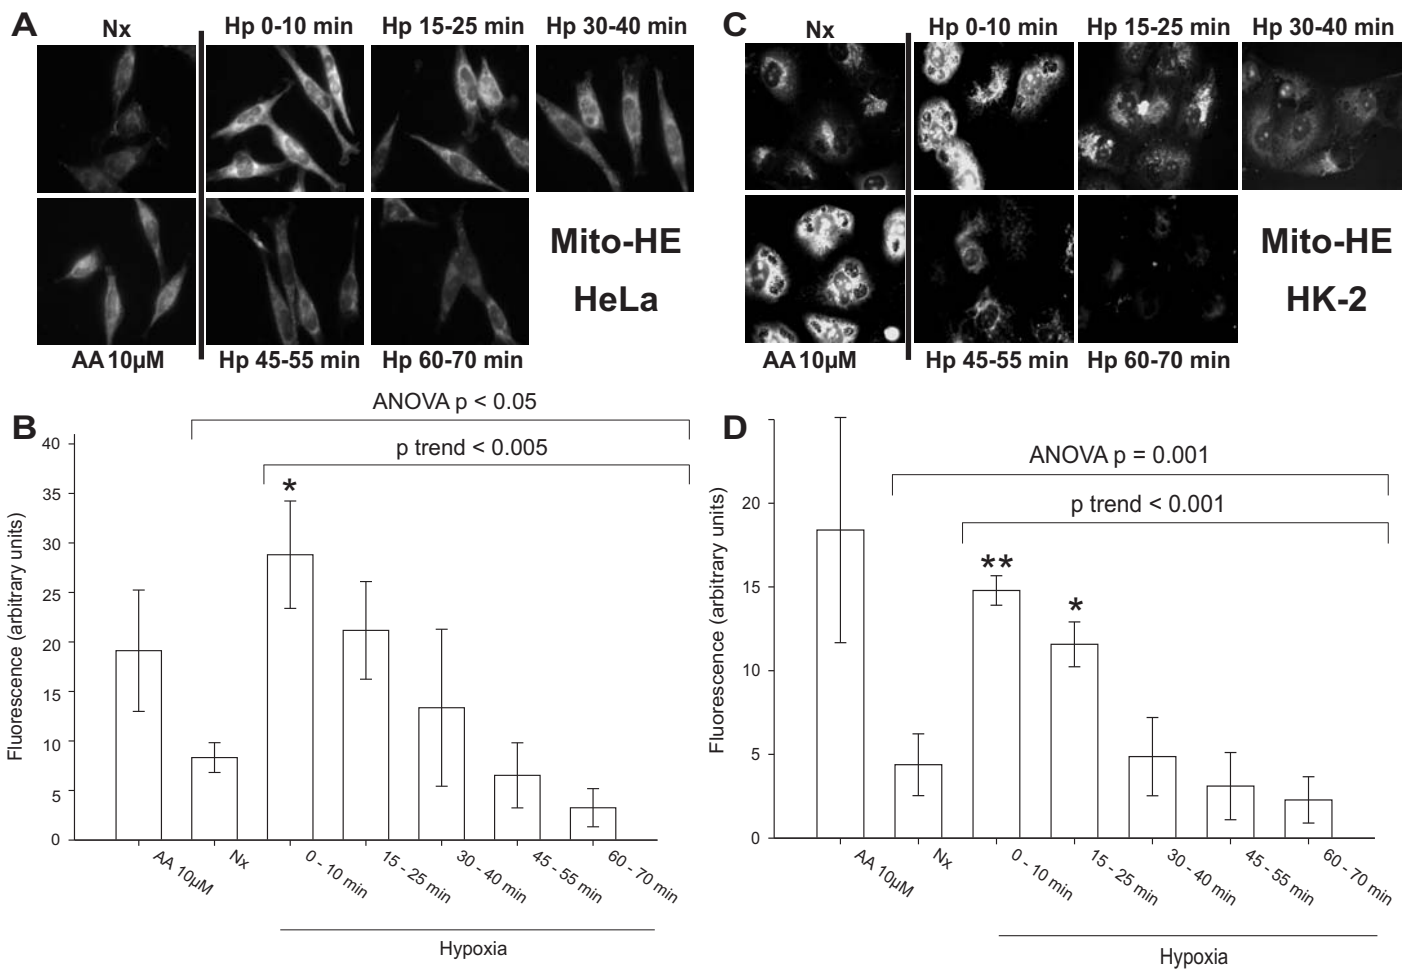 A
Nx
Hp 0-10 min
Hp 15-25 min
Hp 30-40 min
Mito-HE
HeLa
AA 10µM
Hp 45-55 min
Hp 60-70 min
C
Nx
Hp 0-10 min
Hp 15-25 min
Hp 30-40 min
Mito-HE
HK-2
AA 10µM
Hp 45-55 min
Hp 60-70 min
B
ANOVA p < 0.05
p trend < 0.005
*
Fluorescence (arbitrary units)
40
35
30
25
20
15
10
5
0
AA 10µM
Nx
0 - 10 min
15 - 25 min
30 - 40 min
45 - 55 min
60 - 70 min
Hypoxia
D
ANOVA p = 0.001
p trend < 0.001
**
*
Fluorescence (arbitrary units)
20
15
10
5
0
AA 10µM
Nx
0 - 10 min
15 - 25 min
30 - 40 min
45 - 55 min
60 - 70 min
Hypoxia